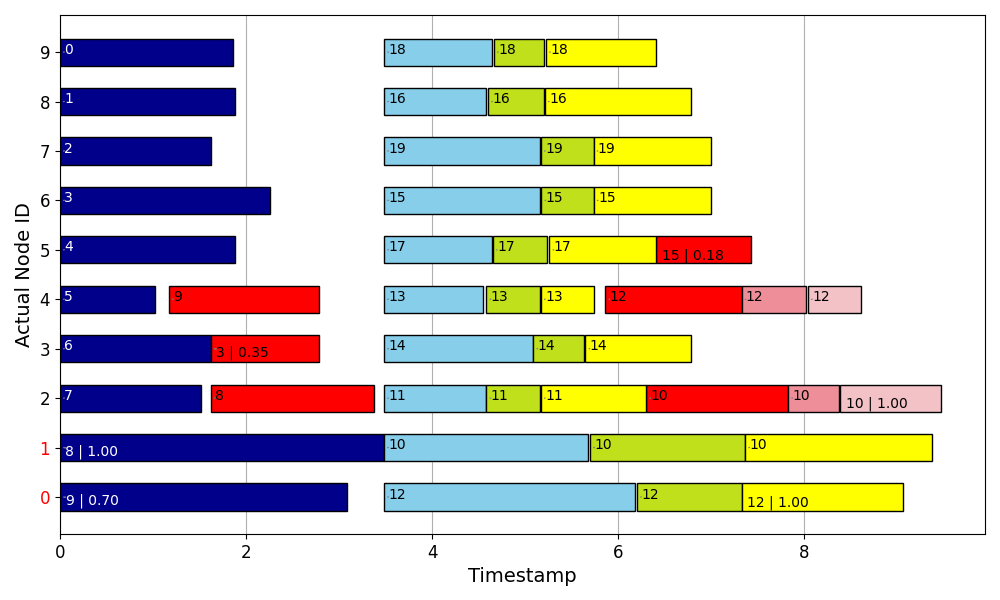 9 0 18 18 18
8 1 16 16 16
7 2 19 19 19
6 3 15 15 15
5 4 17 17 17 15 | 0.18
4 5 9 13 13 13 12 12 12
3 6 3 | 0.35 14 14 14
2 7 8 11 11 11 10 10 10 | 1.00
1 8 | 1.00 10 10 10
0 9 | 0.70 12 12 12 | 1.00
0 2 4 6 8
Timestamp
Actual Node ID